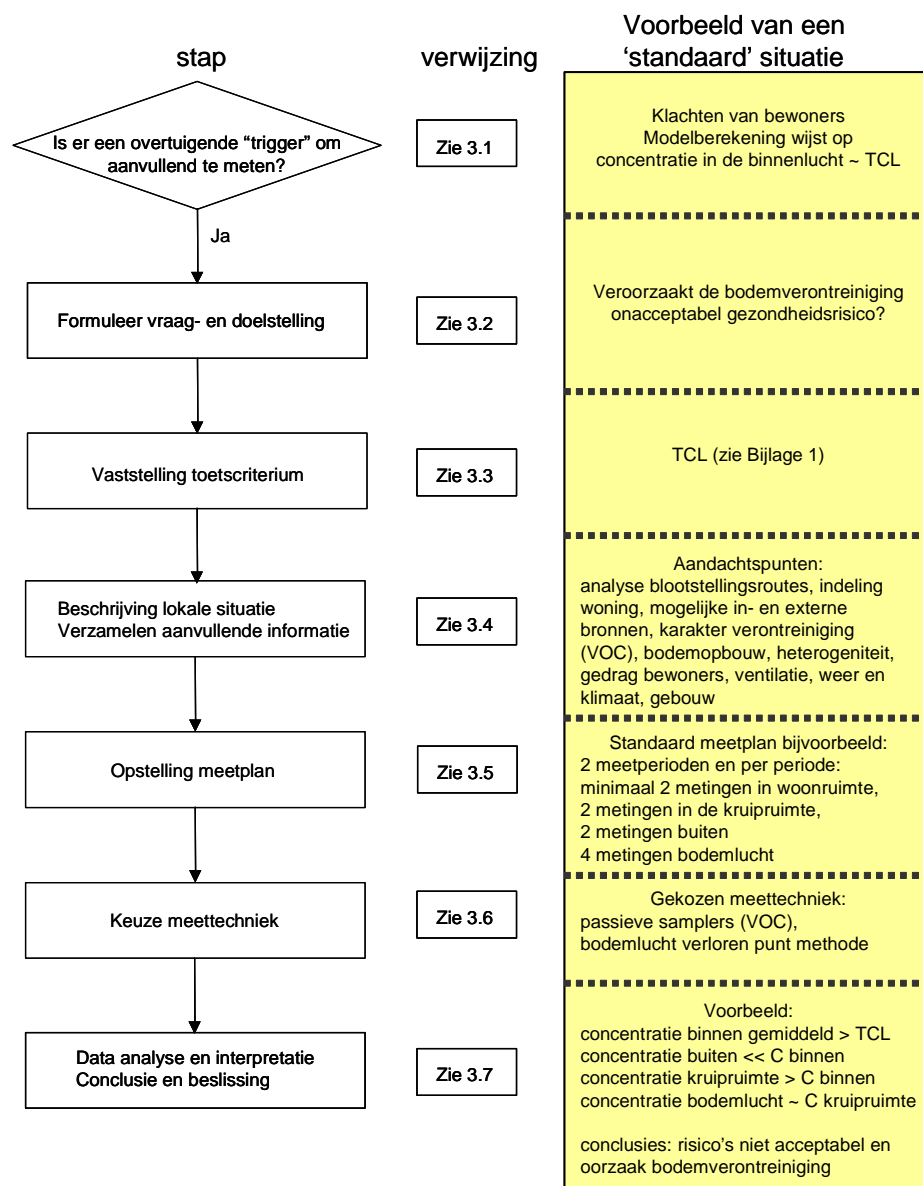 stap
verwijzing
Voorbeeld van een
‘standaard’ situatie
Is er een overtuigende “trigger” om
aanvullend te meten?
Zie 3.1
Klachten van bewoners
Modelberekening wijst op
concentratie in de binnenlucht ~ TCL
Ja
Formuleer vraag- en doelstelling
Zie 3.2
Veroorzaakt de bodemverontreiniging
onacceptabel gezondheidsrisico?
Vaststelling toetscriterium
Zie 3.3
TCL (zie Bijlage 1)
Beschrijving lokale situatie
Verzamelen aanvullende informatie
Zie 3.4
Aandachtspunten:
analyse blootstellingsroutes, indeling
woning, mogelijke in- en externe
bronnen, karakter verontreiniging
(VOC), bodemopbouw, heterogeniteit,
gedrag bewoners, ventilatie, weer en
klimaat, gebouw
Opstelling meetplan
Zie 3.5
Standaard meetplan bijvoorbeeld:
2 meetperioden en per periode:
minimaal 2 metingen in woonruimte,
2 metingen in de kruipruimte,
2 metingen buiten
4 metingen bodemlucht
Keuze meettechniek
Zie 3.6
Gekozen meettechniek:
passieve samplers (VOC),
bodemlucht verloren punt methode
Data analyse en interpretatie
Conclusie en beslissing
Zie 3.7
Voorbeeld:
concentratie binnen gemiddeld > TCL
concentratie buiten << C binnen
concentratie kruipruimte > C binnen
concentratie bodemlucht ~ C kruipruimte
conclusies: risico’s niet acceptabel en
oorzaak bodemverontreiniging